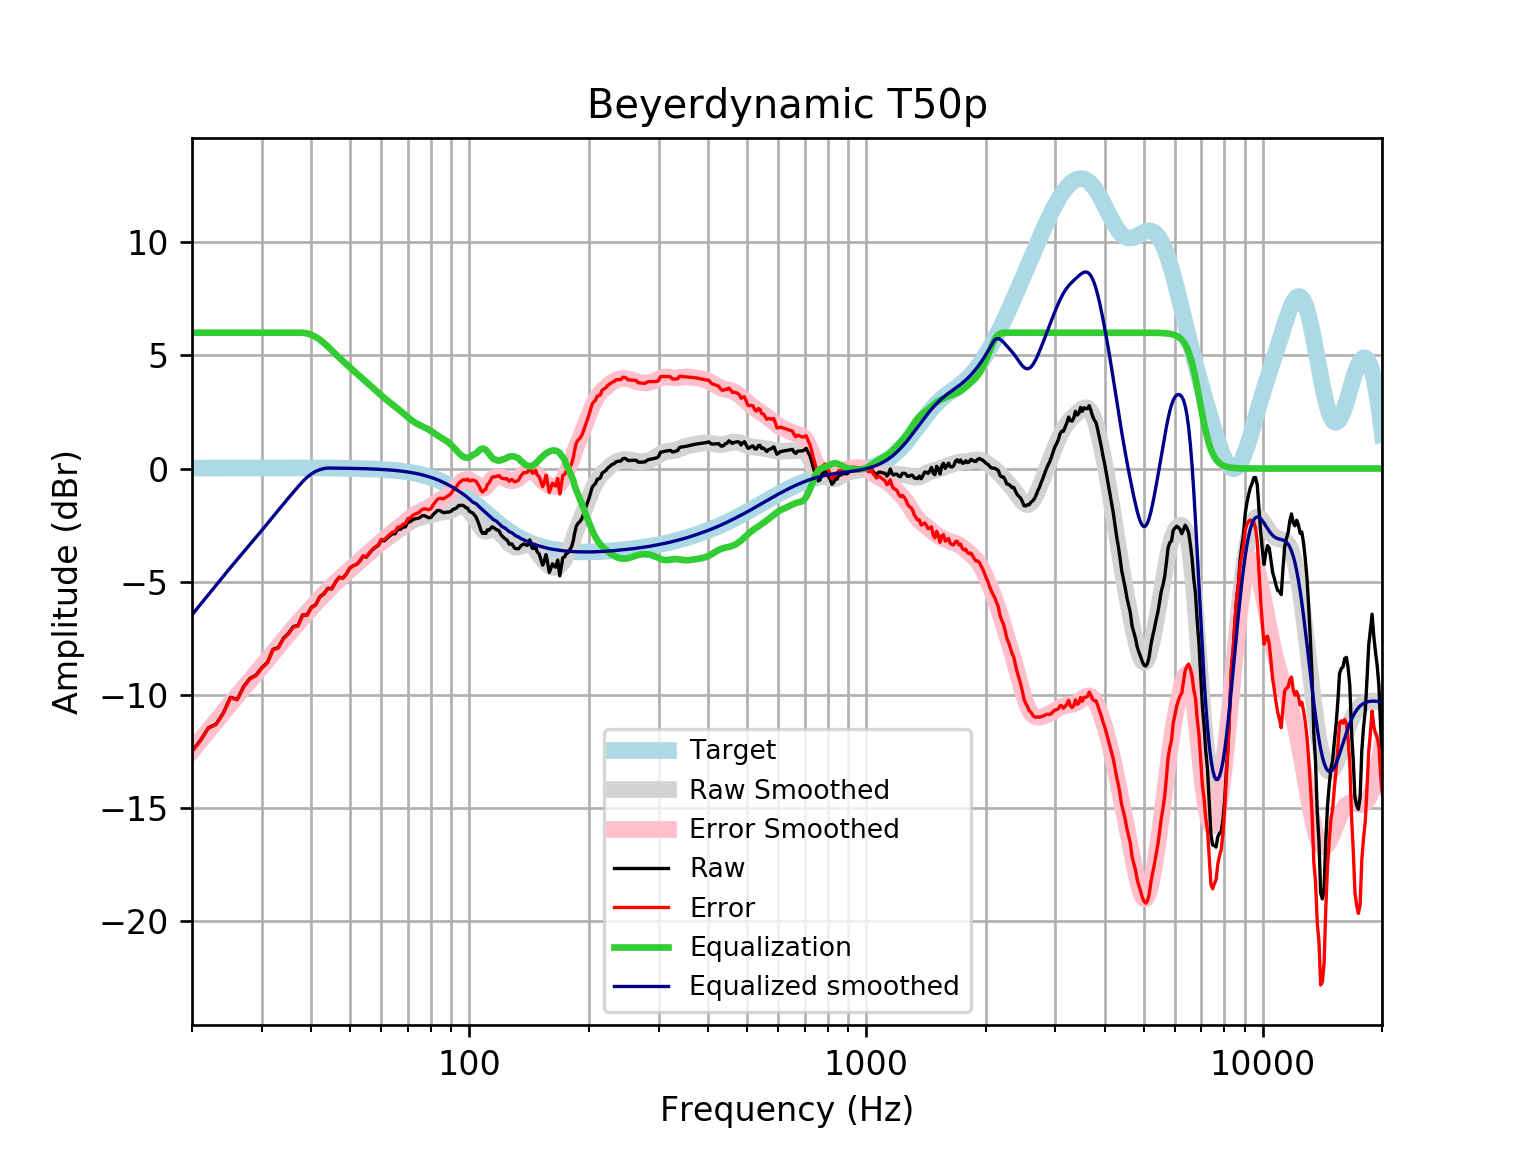 Beyerdynamic T50p
Amplitude (dBr)
10
5
0
−5
−10
−15
−20
Target
Raw Smoothed
Error Smoothed
Raw
Error
Equalization
Equalized smoothed
100 1000 10000
Frequency (Hz)